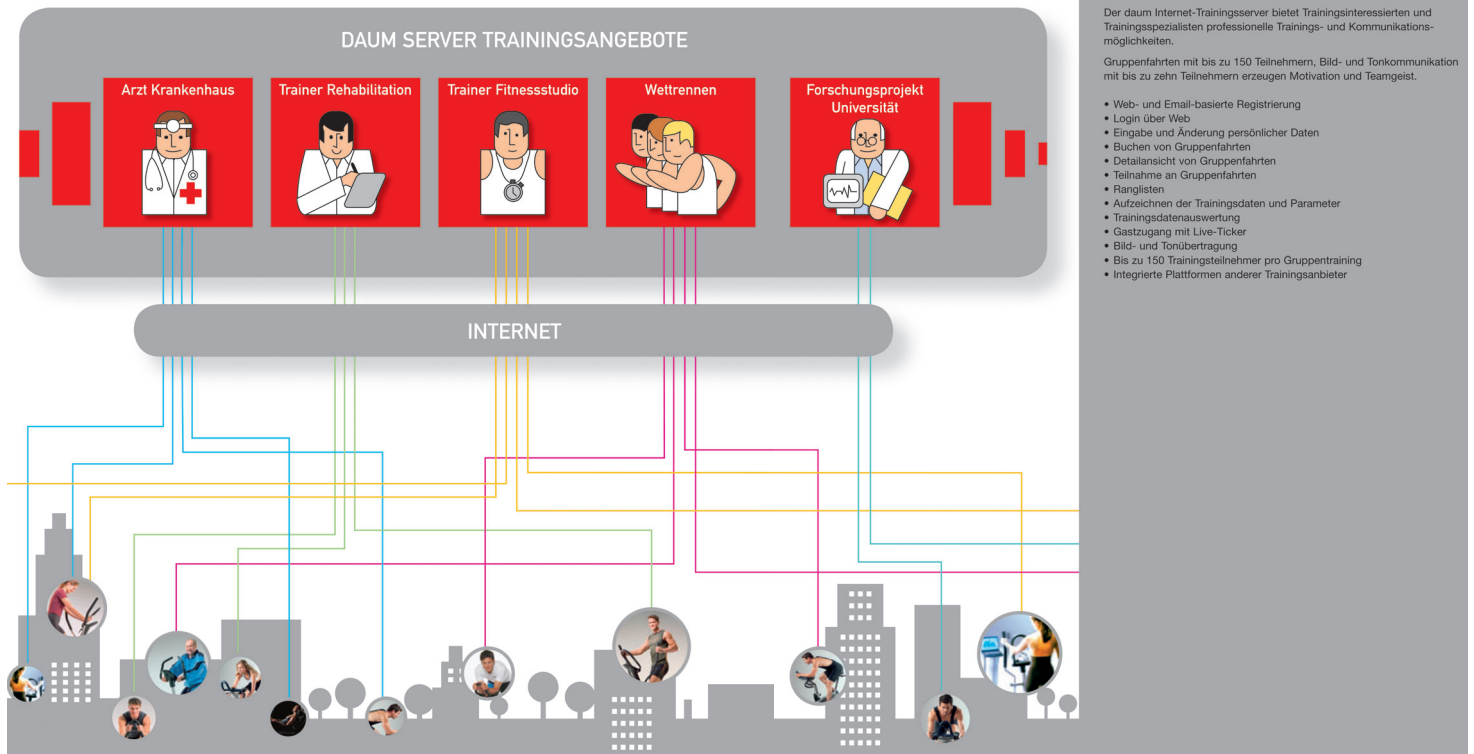 DAUM SERVER TRAININGSANGEBOTE
Arzt Krankenhaus
Trainer Rehabilitation
Trainer Fitnessstudio
Wettrennen
Forschungsprojekt
Universität
INTERNET
Der daum Internet-Trainingsserver bietet Trainingsinteressierten und
Trainingsspezialisten professionelle Trainings- und Kommunikations-
möglichkeiten.
Gruppenfahrten mit bis zu 150 Teilnehmern, Bild- und Tonkommunikation
mit bis zu zehn Teilnehmern erzeugen Motivation und Teamgeist.
• Web- und Email-basierte Registrierung
• Login über Web
• Eingabe und Änderung persönlicher Daten
• Buchen von Gruppenfahrten
• Detailansicht von Gruppenfahrten
• Teilnahme an Gruppenfahrten
• Ranglisten
• Aufzeichnen der Trainingsdaten und Parameter
• Trainingsdatenauswertung
• Gastzugang mit Live-Ticker
• Bild- und Tonübertragung
• Bis zu 150 Trainingsteilnehmer pro Gruppentraining
• Integrierte Plattformen anderer Trainingsanbieter